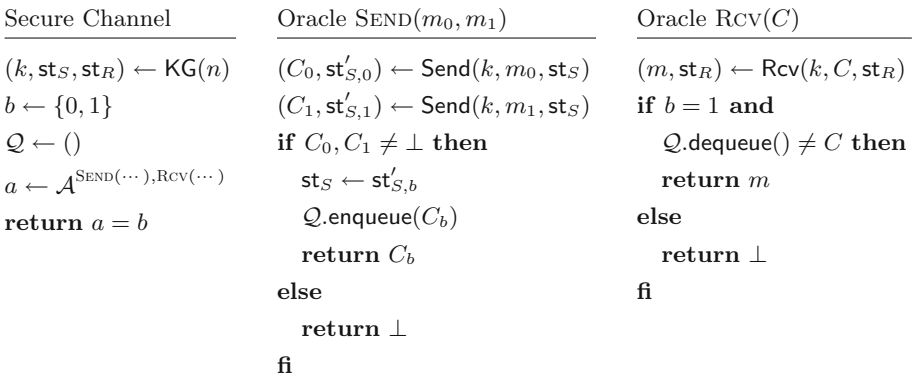 Secure Channel
(k, st_S, st_R) ← KG(n)
b ← {0, 1}
𝒬 ← ()
a ← 𝒜^{SEND(···),RCV(···)}
return a = b
Oracle SEND(m_0, m_1)
(C_0, st'_{S,0}) ← Send(k, m_0, st_S)
(C_1, st'_{S,1}) ← Send(k, m_1, st_S)
if C_0, C_1 ≠ ⊥ then
st_S ← st'_{S,b}
𝒬.enqueue(C_b)
return C_b
else
return ⊥
fi
Oracle RCV(C)
(m, st_R) ← Rcv(k, C, st_R)
if b = 1 and
𝒬.dequeue() ≠ C then
return m
else
return ⊥
fi